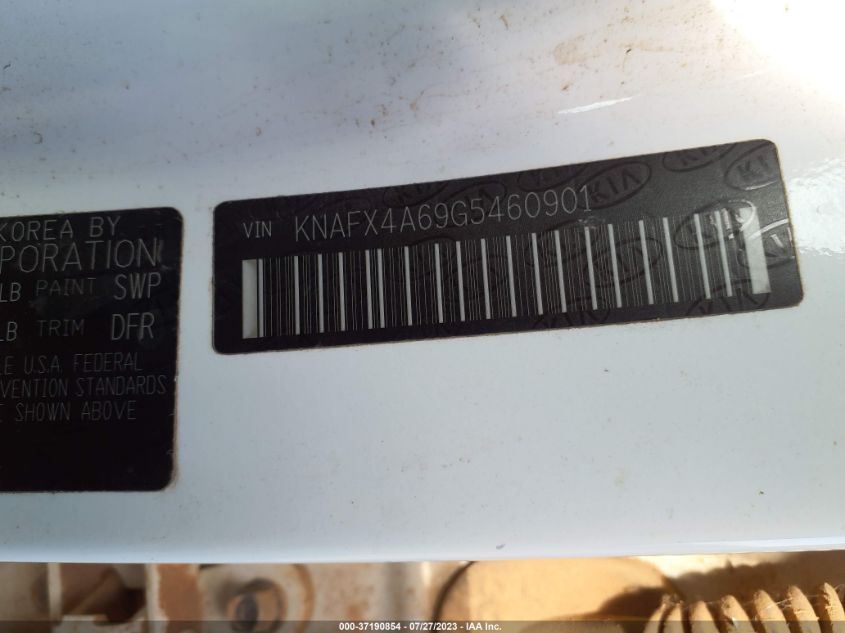 KOREA BY
PORATION
LB PAINT SWP
LB TRIM DFR
LE U.S.A. FEDERAL
VENTION STANDARDS
E SHOWN ABOVE
VIN KNAFX4A69G5460901
KIA
000-37190854 / 07/27/2023 / IAA Inc.